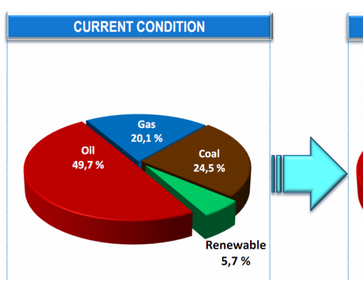 CURRENT CONDITION
Gas
20,1 %
Oil
49,7 %
Coal
24,5 %
Renewable
5,7 %